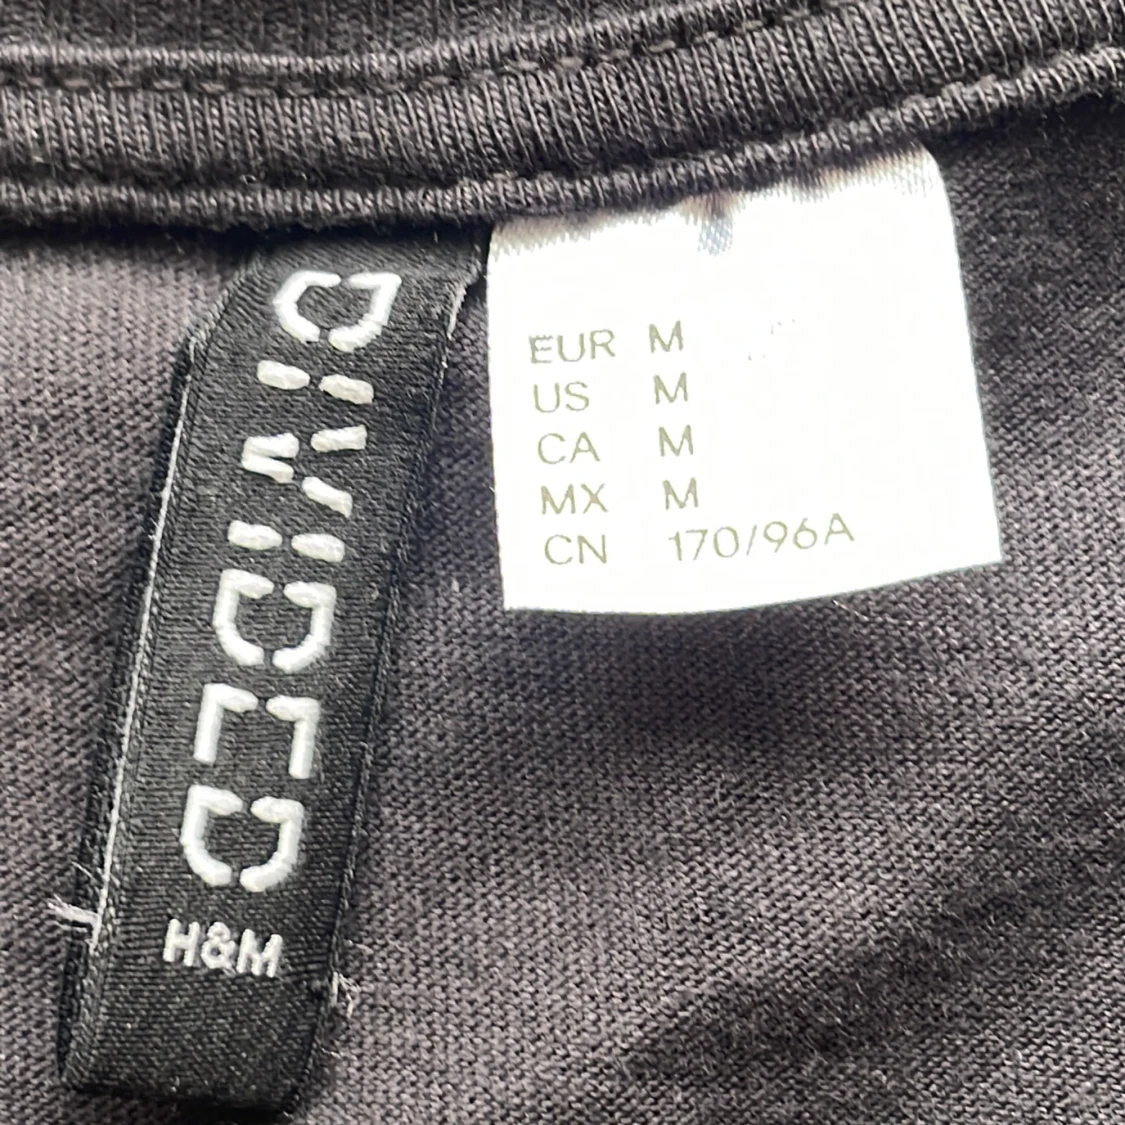 DIVIDED
H&M
EUR M
US M
CA M
MX M
CN 170/96A